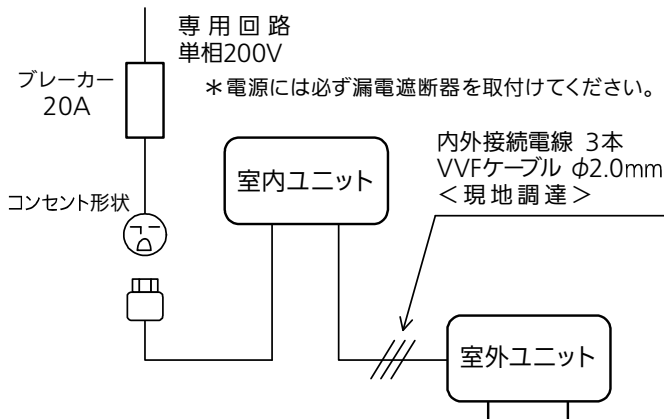 専用回路
単相200V
＊電源には必ず漏電遮断器を取付けてください。
ブレーカー
20A
内外接続電線 3本
VVFケーブル φ2.0mm
＜現地調達＞
室内ユニット
コンセント形状
室外ユニット